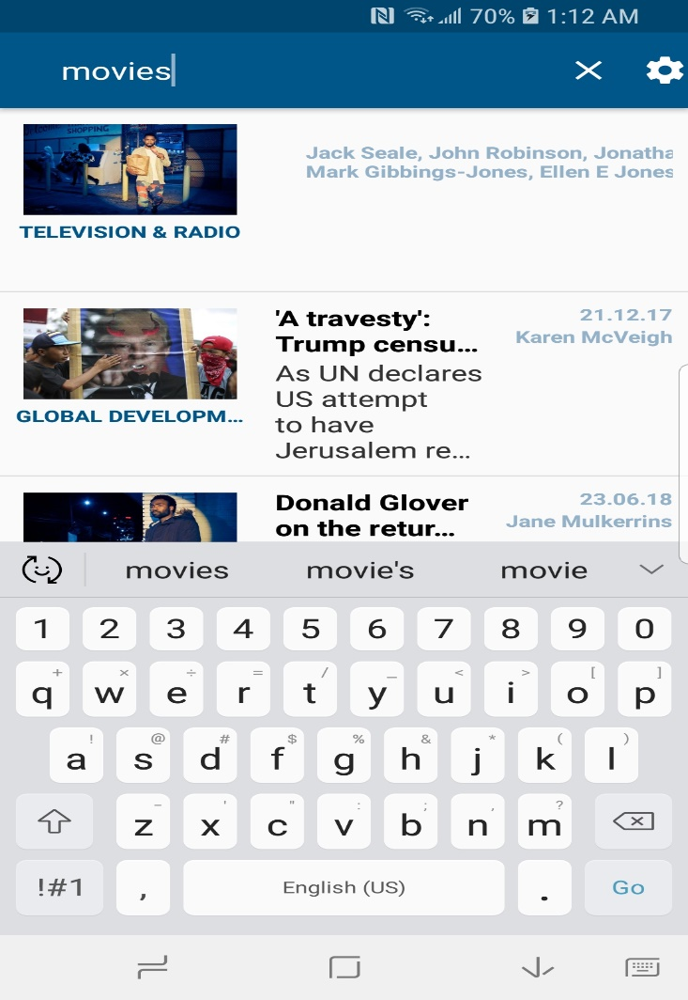 70% 1:12 AM
movies
SHOPPING
Jack Seale, John Robinson, Jonatha
Mark Gibbings-Jones, Ellen E Jones
TELEVISION & RADIO
'A travesty': 21.12.17
Trump censu... Karen McVeigh
As UN declares
US attempt
to have
Jerusalem re...
GLOBAL DEVELOPM...
Donald Glover 23.06.18
on the retur... Jane Mulkerrins
movies movie's movie
1 2 3 4 5 6 7 8 9 0
+ × ÷ = / _ < > [ ]
q w e r t y u i o p
! @ # $ % & * ( )
a s d f g h j k l
- ' " : ; , ?
z x c v b n m
!#1 , English (US) . Go